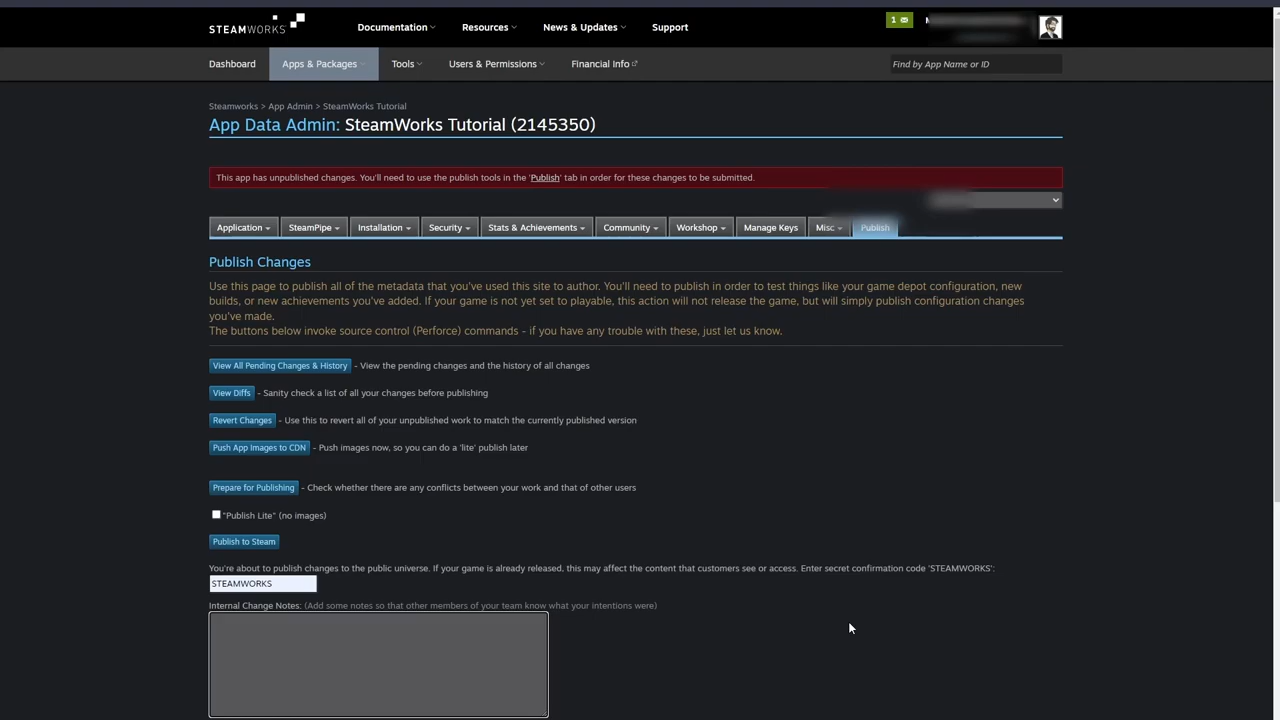 STEAMWORKS
Documentation
Resources
News & Updates
Support
1
Dashboard
Apps & Packages
Tools
Users & Permissions
Financial Info
Find by App Name or ID
Steamworks > App Admin > SteamWorks Tutorial
App Data Admin: SteamWorks Tutorial (2145350)
This app has unpublished changes. You'll need to use the publish tools in the 'Publish' tab in order for these changes to be submitted.
Application
SteamPipe
Installation
Security
Stats & Achievements
Community
Workshop
Manage Keys
Misc
Publish
Publish Changes
Use this page to publish all of the metadata that you've used this site to author. You'll need to publish in order to test things like your game depot configuration, new
builds, or new achievements you've added. If your game is not yet set to playable, this action will not release the game, but will simply publish configuration changes
you've made.
The buttons below invoke source control (Perforce) commands - if you have any trouble with these, just let us know.
View All Pending Changes & History - View the pending changes and the history of all changes
View Diffs - Sanity check a list of all your changes before publishing
Revert Changes - Use this to revert all of your unpublished work to match the currently published version
Push App Images to CDN - Push images now, so you can do a 'lite' publish later
Prepare for Publishing - Check whether there are any conflicts between your work and that of other users
"Publish Lite" (no images)
Publish to Steam
You're about to publish changes to the public universe. If your game is already released, this may affect the content that customers see or access. Enter secret confirmation code 'STEAMWORKS':
STEAMWORKS
Internal Change Notes: (Add some notes so that other members of your team know what your intentions were)